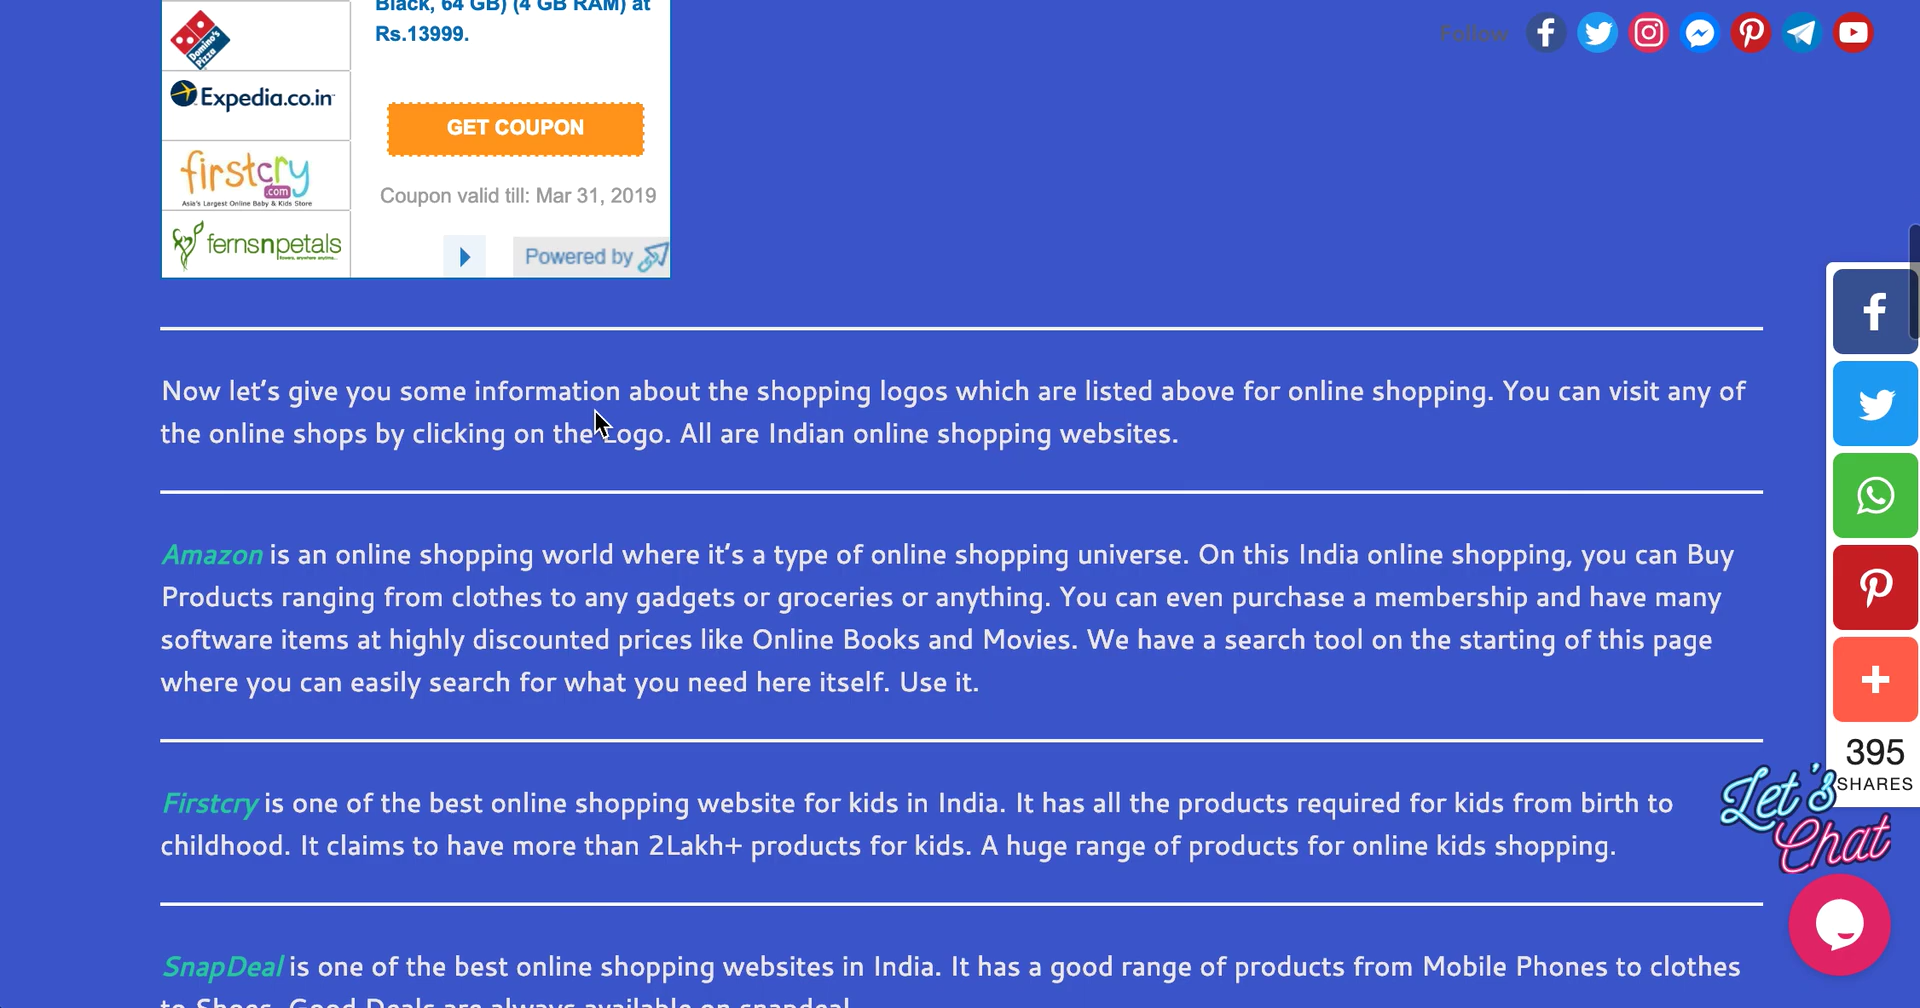 Black, 64 GB) (4 GB RAM) at
Rs.13999.
Follow
Domino's
Pizza
Expedia.co.in
GET COUPON
firstcry
.com
Asia's Largest Online Baby & Kids Store
Coupon valid till: Mar 31, 2019
fernsnpetals
Powered by
Now let's give you some information about the shopping logos which are listed above for online shopping. You can visit any of
the online shops by clicking on the Logo. All are Indian online shopping websites.
Amazon is an online shopping world where it's a type of online shopping universe. On this India online shopping, you can Buy
Products ranging from clothes to any gadgets or groceries or anything. You can even purchase a membership and have many
software items at highly discounted prices like Online Books and Movies. We have a search tool on the starting of this page
where you can easily search for what you need here itself. Use it.
395
SHARES
Let's
Chat
Firstcry is one of the best online shopping website for kids in India. It has all the products required for kids from birth to
childhood. It claims to have more than 2Lakh+ products for kids. A huge range of products for online kids shopping.
SnapDeal is one of the best online shopping websites in India. It has a good range of products from Mobile Phones to clothes
to Shoes. Good Deals are always available on snapdeal.